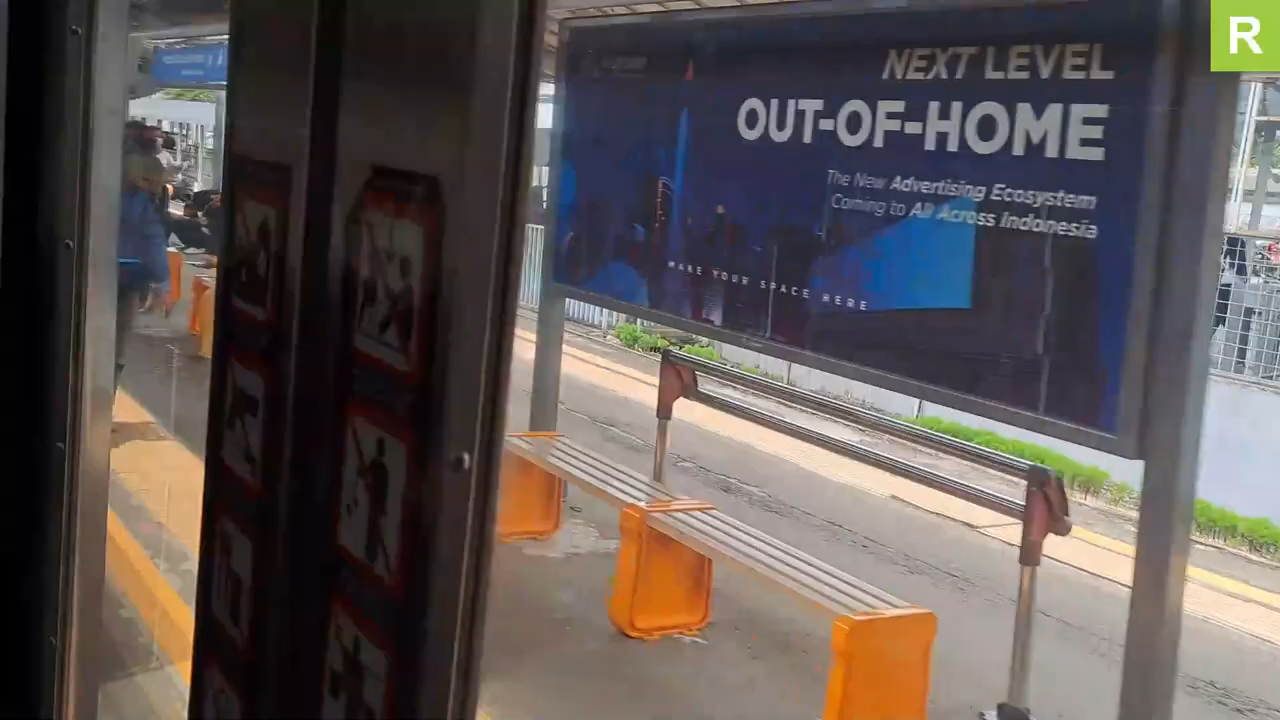 R
NEXT LEVEL
OUT-OF-HOME
The New Advertising Ecosystem
Coming to All Across Indonesia
MAKE YOUR SPACE HERE